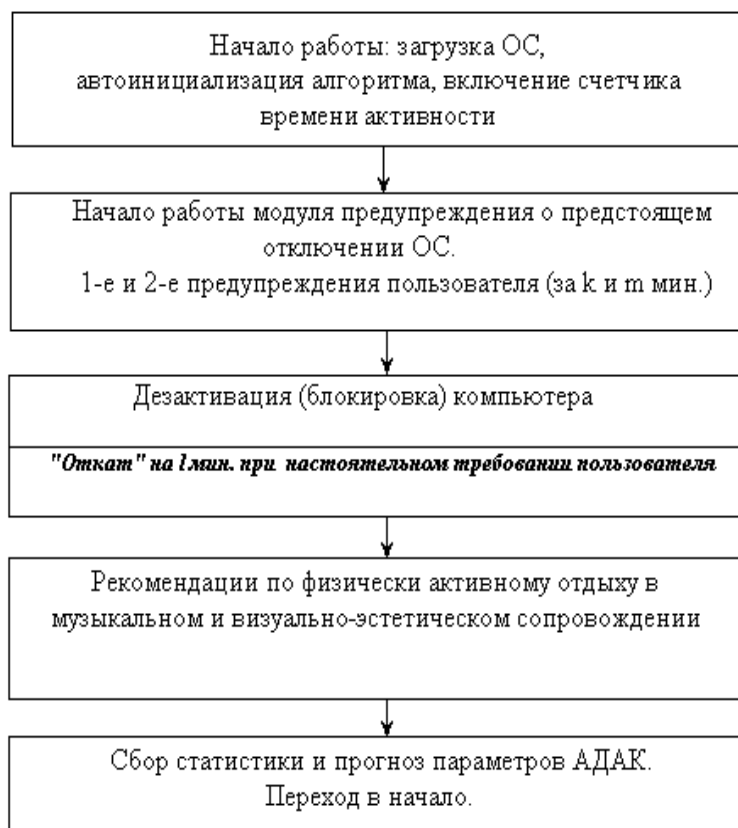 Начало работы: загрузка ОС,
автоинициализация алгоритма, включение счетчика
времени активности
Начало работы модуля предупреждения о предстоящем
отключении ОС.
1-е и 2-е предупреждения пользователя (за k и m мин.)
Дезактивация (блокировка) компьютера
"Откат" на l мин. при настоятельном требовании пользователя
Рекомендации по физически активному отдыху в
музыкальном и визуально-эстетическом сопровождении
Сбор статистики и прогноз параметров АДАК.
Переход в начало.